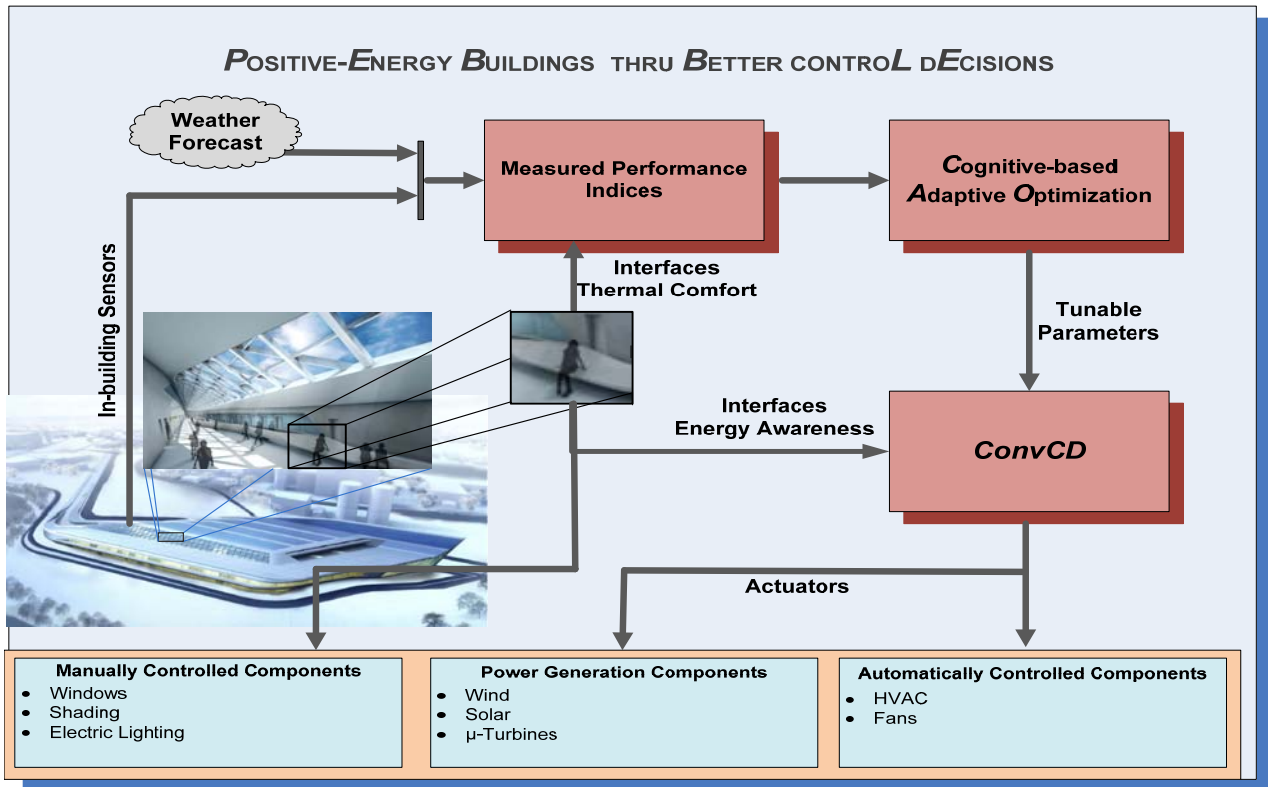 POSITIVE-ENERGY BUILDINGS THRU BETTER CONTROL DECISIONS
Weather
Forecast
Measured Performance
Indices
Cognitive-based
Adaptive Optimization
In-building Sensors
Interfaces
Thermal Comfort
Tunable
Parameters
Interfaces
Energy Awareness
ConvCD
Actuators
Manually Controlled Components
• Windows
• Shading
• Electric Lighting
Power Generation Components
• Wind
• Solar
• µ-Turbines
Automatically Controlled Components
• HVAC
• Fans